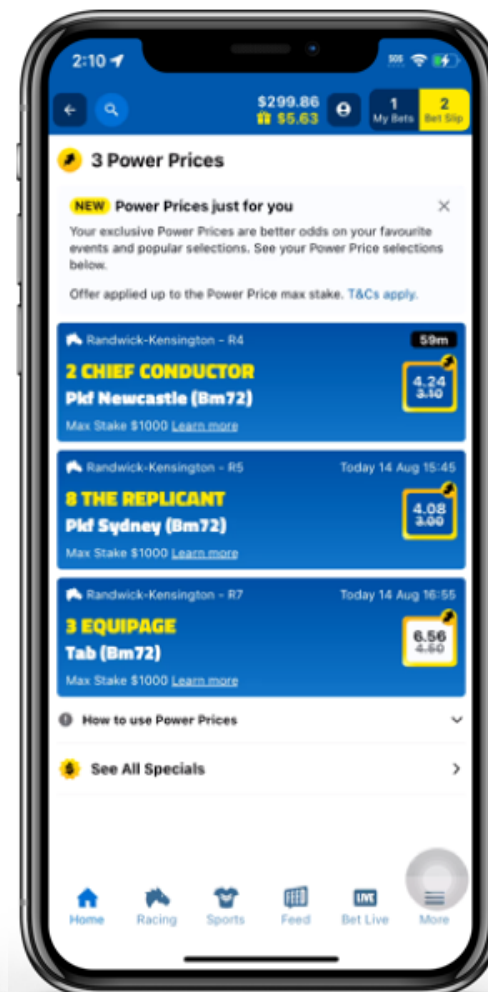 2:10
SOS
$299.86
$5.63
1
My Bets
2
Bet Slip
3 Power Prices
NEW Power Prices just for you
Your exclusive Power Prices are better odds on your favourite
events and popular selections. See your Power Price selections
below.
Offer applied up to the Power Price max stake. T&Cs apply.
Randwick-Kensington - R4
59m
2 CHIEF CONDUCTOR
Pkf Newcastle (Bm72)
4.24
3.10
Max Stake $1000 Learn more
Randwick-Kensington - R5
Today 14 Aug 15:45
8 THE REPLICANT
Pkf Sydney (Bm72)
4.08
3.00
Max Stake $1000 Learn more
Randwick-Kensington - R7
Today 14 Aug 16:55
3 EQUIPAGE
Tab (Bm72)
6.56
4.50
Max Stake $1000 Learn more
How to use Power Prices
$
See All Specials
LIVE
Home
Racing
Sports
Feed
Bet Live
More